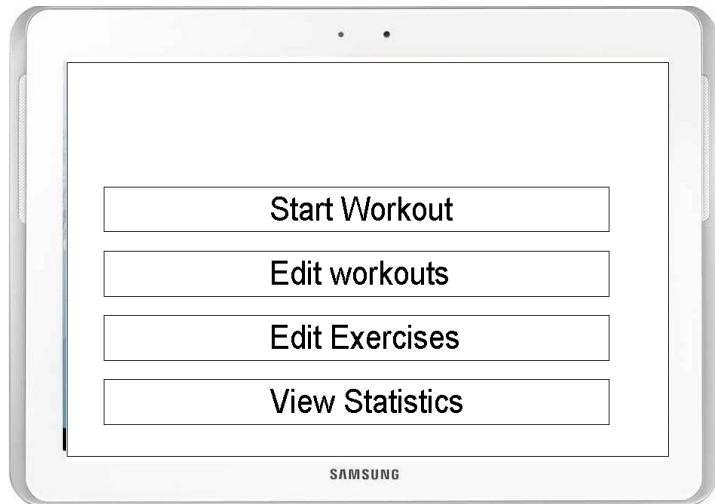 Start Workout
Edit workouts
Edit Exercises
View Statistics
SAMSUNG